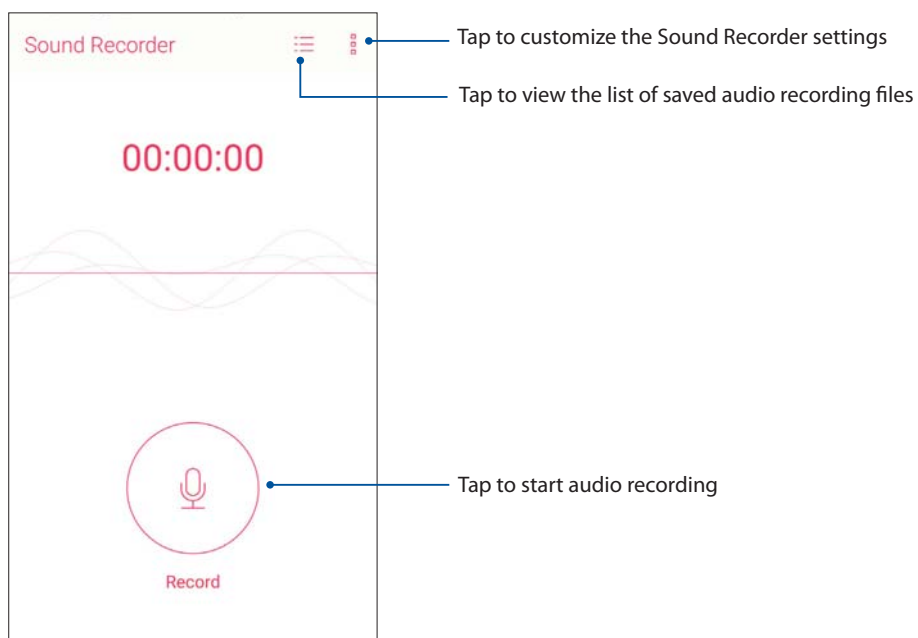 Sound Recorder
Tap to customize the Sound Recorder settings
Tap to view the list of saved audio recording files
00:00:00
Tap to start audio recording
Record